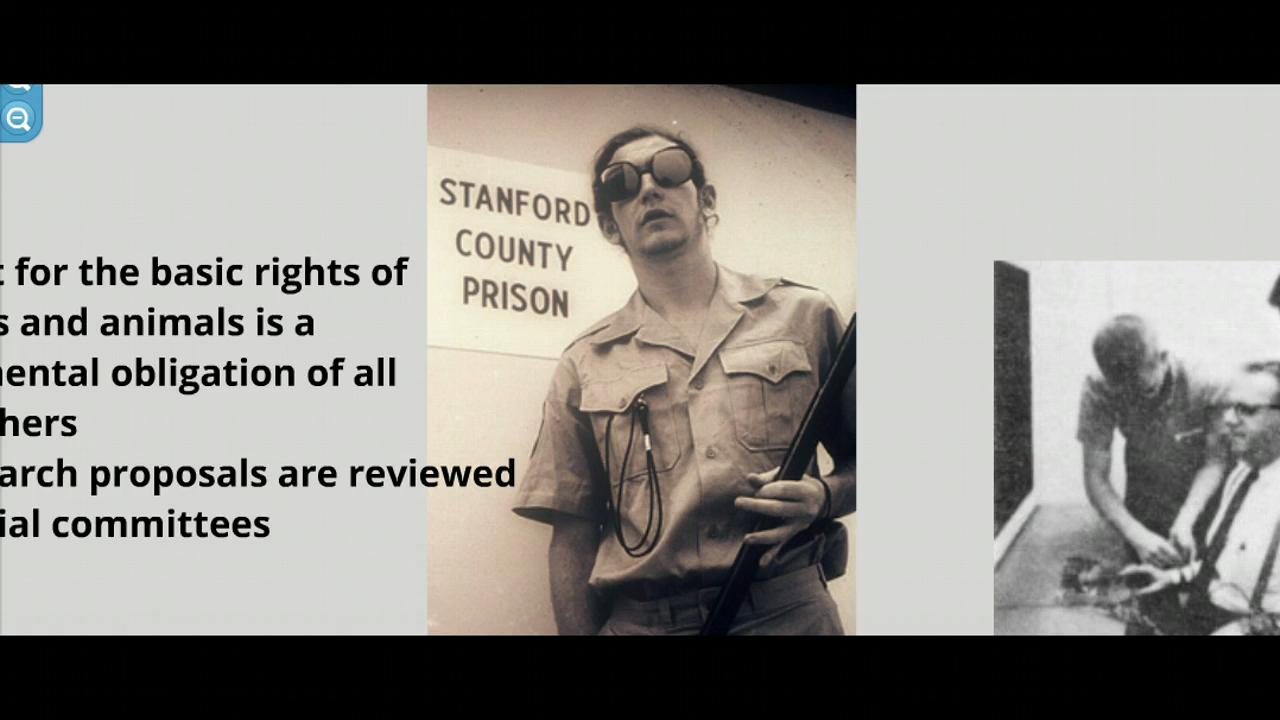 t for the basic rights of
s and animals is a
ental obligation of all
hers
arch proposals are reviewed
ial committees
STANFORD
COUNTY
PRISON